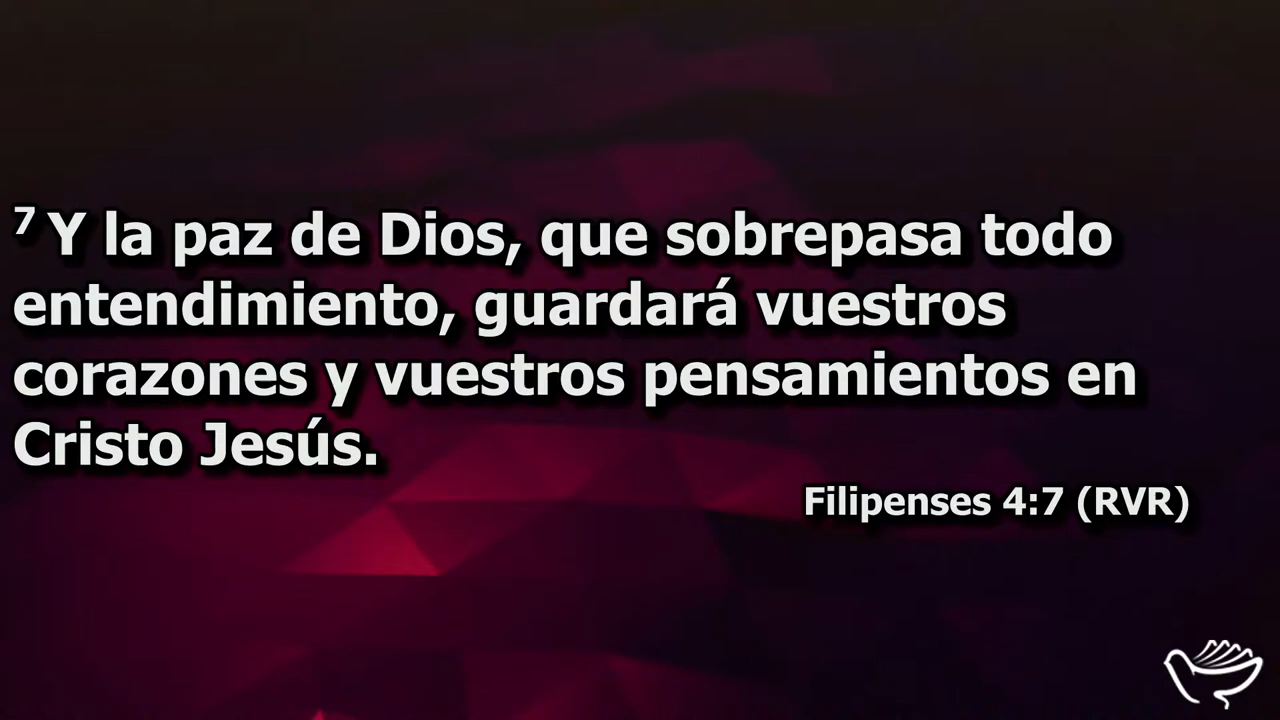 7 Y la paz de Dios, que sobrepasa todo
entendimiento, guardará vuestros
corazones y vuestros pensamientos en
Cristo Jesús.
Filipenses 4:7 (RVR)